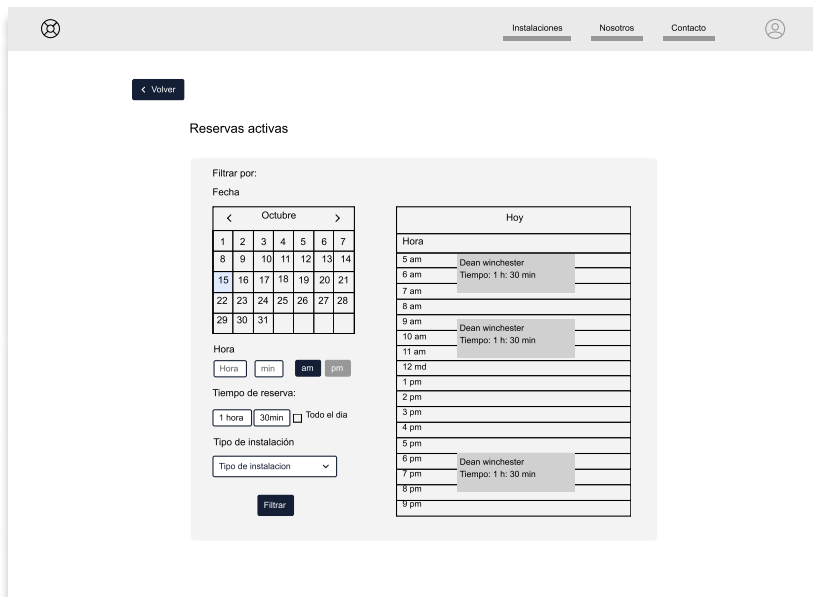 Instalaciones Nosotros Contacto
Volver
Reservas activas
Filtrar por:
Fecha
Octubre
1 2 3 4 5 6 7
8 9 10 11 12 13 14
15 16 17 18 19 20 21
22 23 24 25 26 27 28
29 30 31
Hora
Hora min am pm
Tiempo de reserva:
1 hora 30min Todo el dia
Tipo de instalación
Tipo de instalacion
Filtrar
Hoy
Hora
5 am
Dean winchester
6 am
Tiempo: 1 h: 30 min
7 am
8 am
9 am
Dean winchester
10 am
Tiempo: 1 h: 30 min
11 am
12 md
1 pm
2 pm
3 pm
4 pm
5 pm
6 pm
Dean winchester
7 pm
Tiempo: 1 h: 30 min
8 pm
9 pm